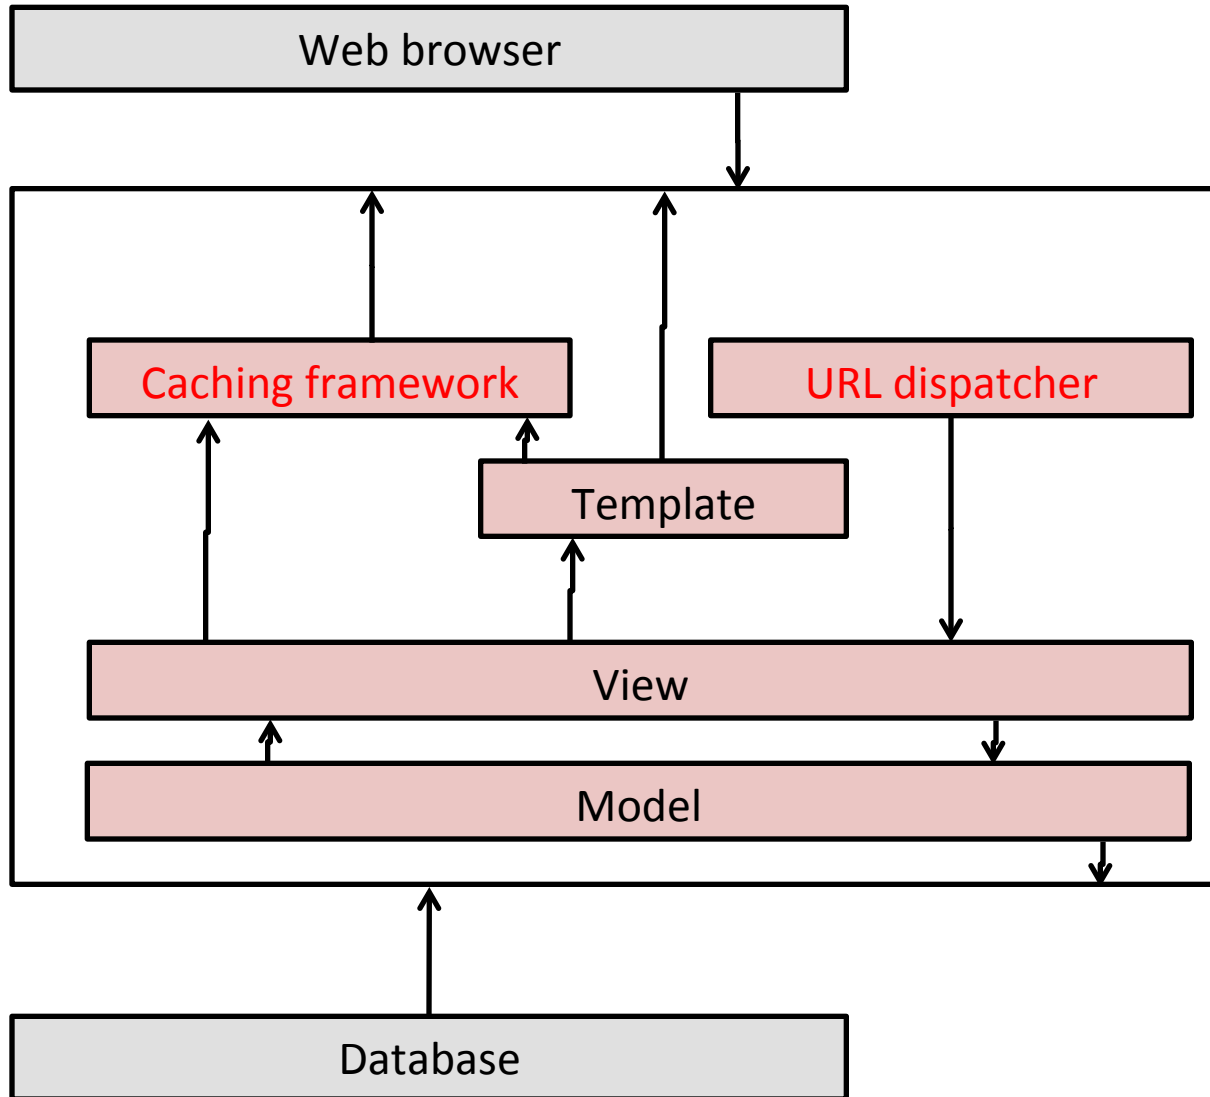 Web browser
Caching framework
URL dispatcher
Template
View
Model
Database